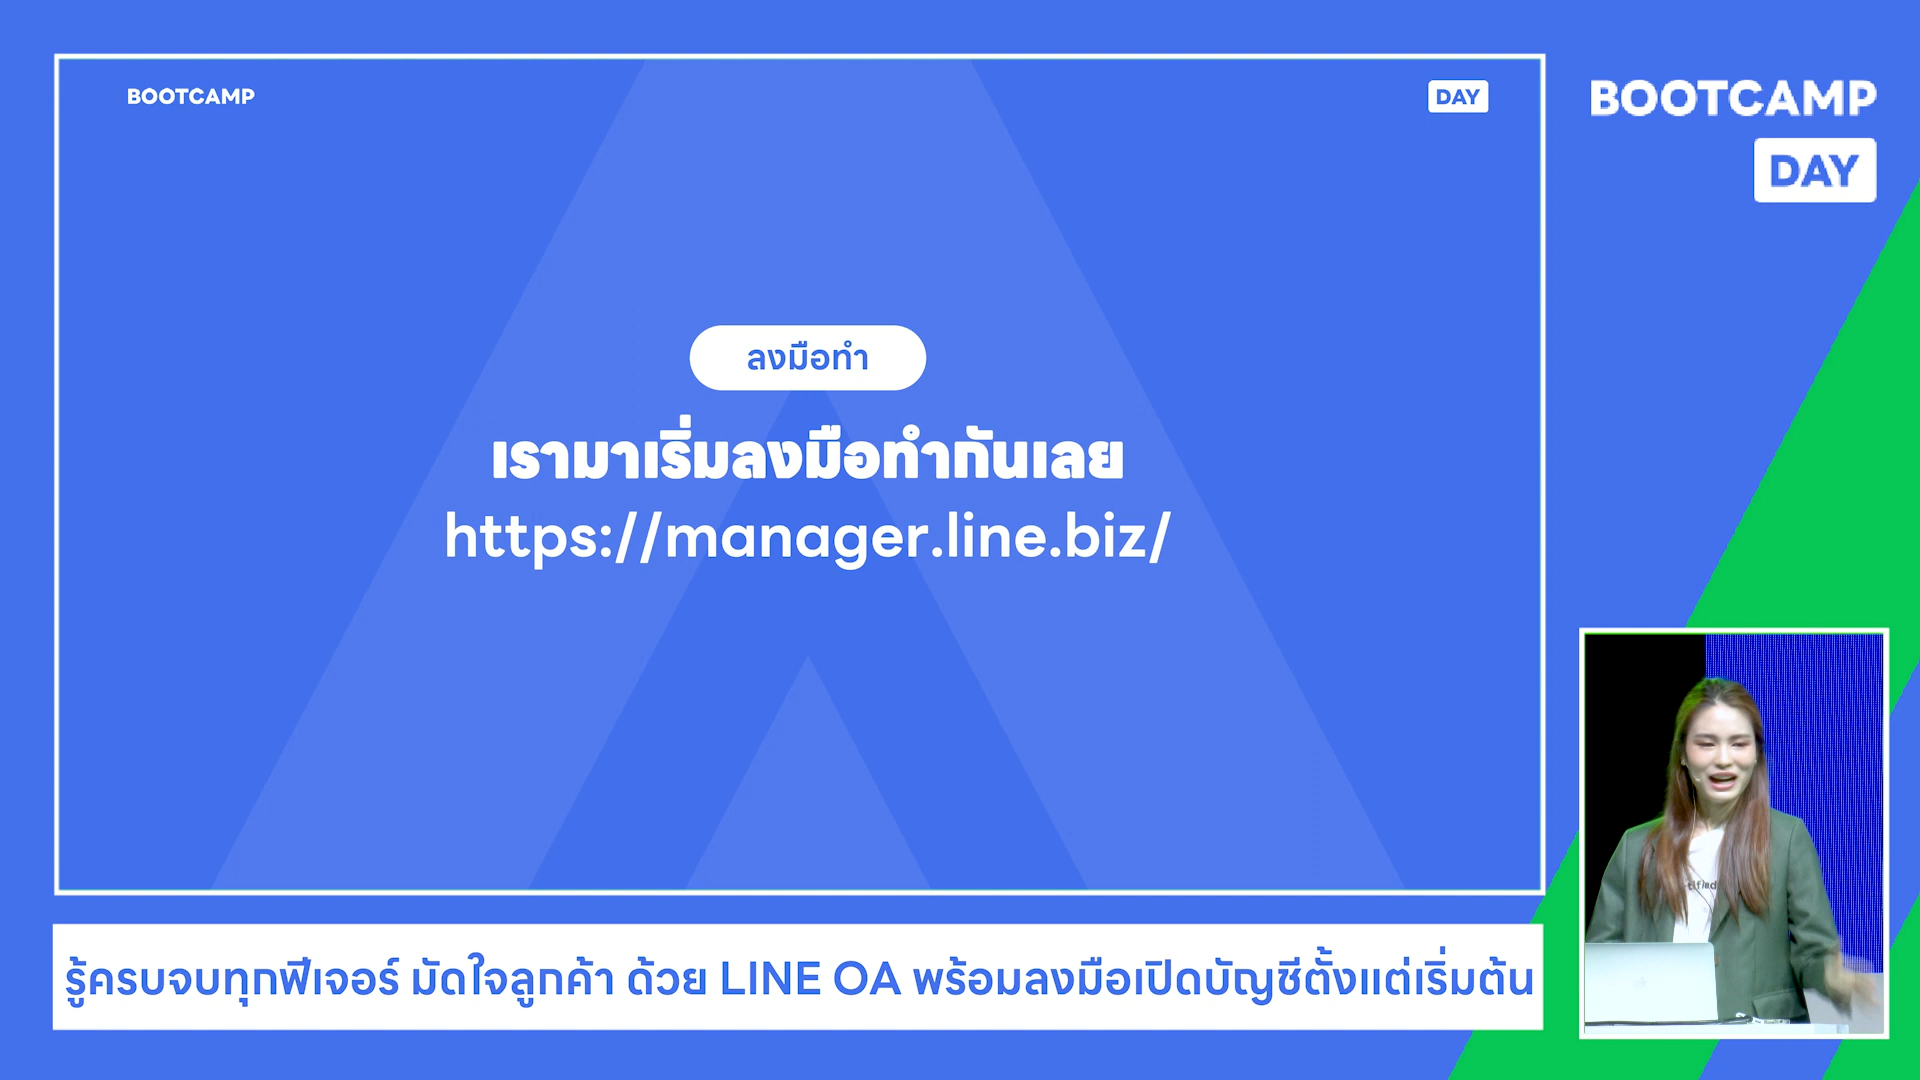 BOOTCAMP
DAY
BOOTCAMP
DAY
ลงมือทำ
เรามาเริ่มลงมือทำกันเลย
https://manager.line.biz/
รู้ครบจบทุกฟีเจอร์ มัดใจลูกค้า ด้วย LINE OA พร้อมลงมือเปิดบัญชีตั้งแต่เริ่มต้น